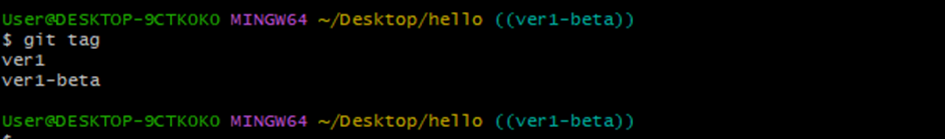 User@DESKTOP-9CTKOKO MINGW64 ~/Desktop/hello ((ver1-beta))
$ git tag
ver1
ver1-beta
User@DESKTOP-9CTKOKO MINGW64 ~/Desktop/hello ((ver1-beta))